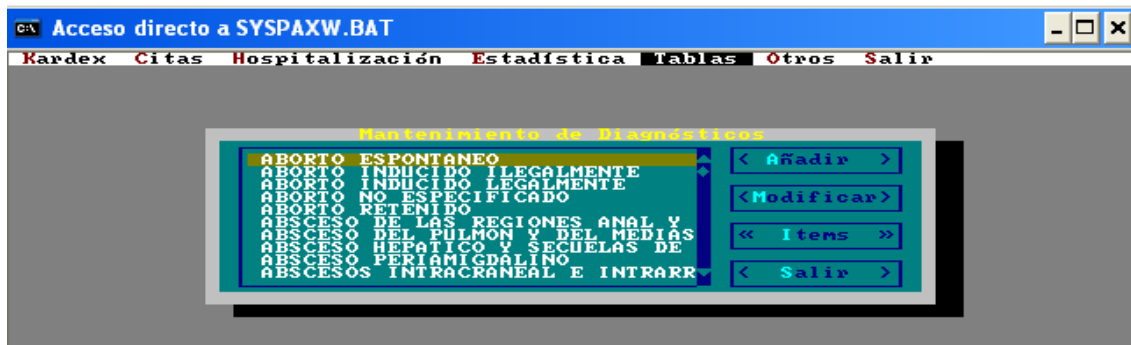 Acceso directo a SYSPAXW.BAT
Kardex Citas Hospitalización Estadística Tablas Otros Salir
Mantenimiento de Diagnósticos
ABORTO ESPONTANEO
ABORTO INDUCIDO ILEGALMENTE
ABORTO INDUCIDO LEGALMENTE
ABORTO NO ESPECIFICADO
ABORTO RETENIDO
ABSCESO DE LAS REGIONES ANAL Y
ABSCESO DEL PULMON Y DEL MEDIAS
ABSCESO HEPATICO Y SECUELAS DE
ABSCESO PERIAMIGDALINO
ABSCESOS INTRACRANEAL E INTRARR
< Añadir >
<Modificar>
« Items »
< Salir >